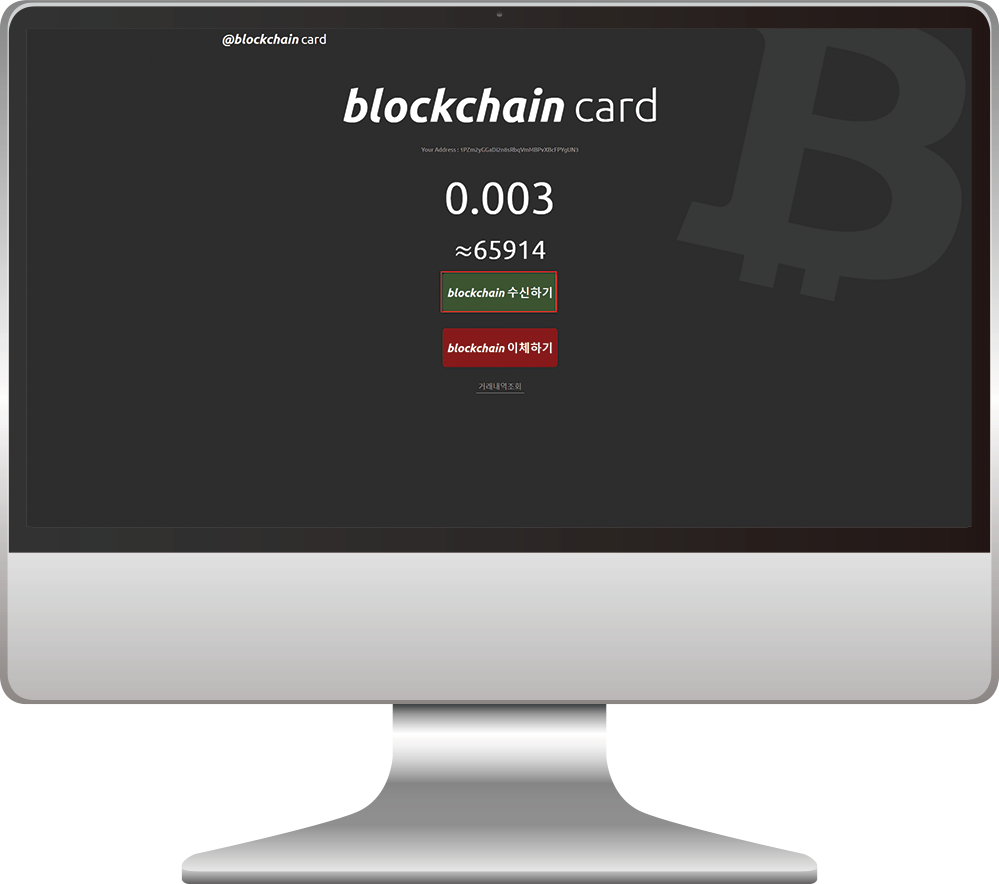 @blockchain card
blockchain card
Your Address :
0.003
≈65914
blockchain 수신하기
blockchain 이체하기
거래내역조회